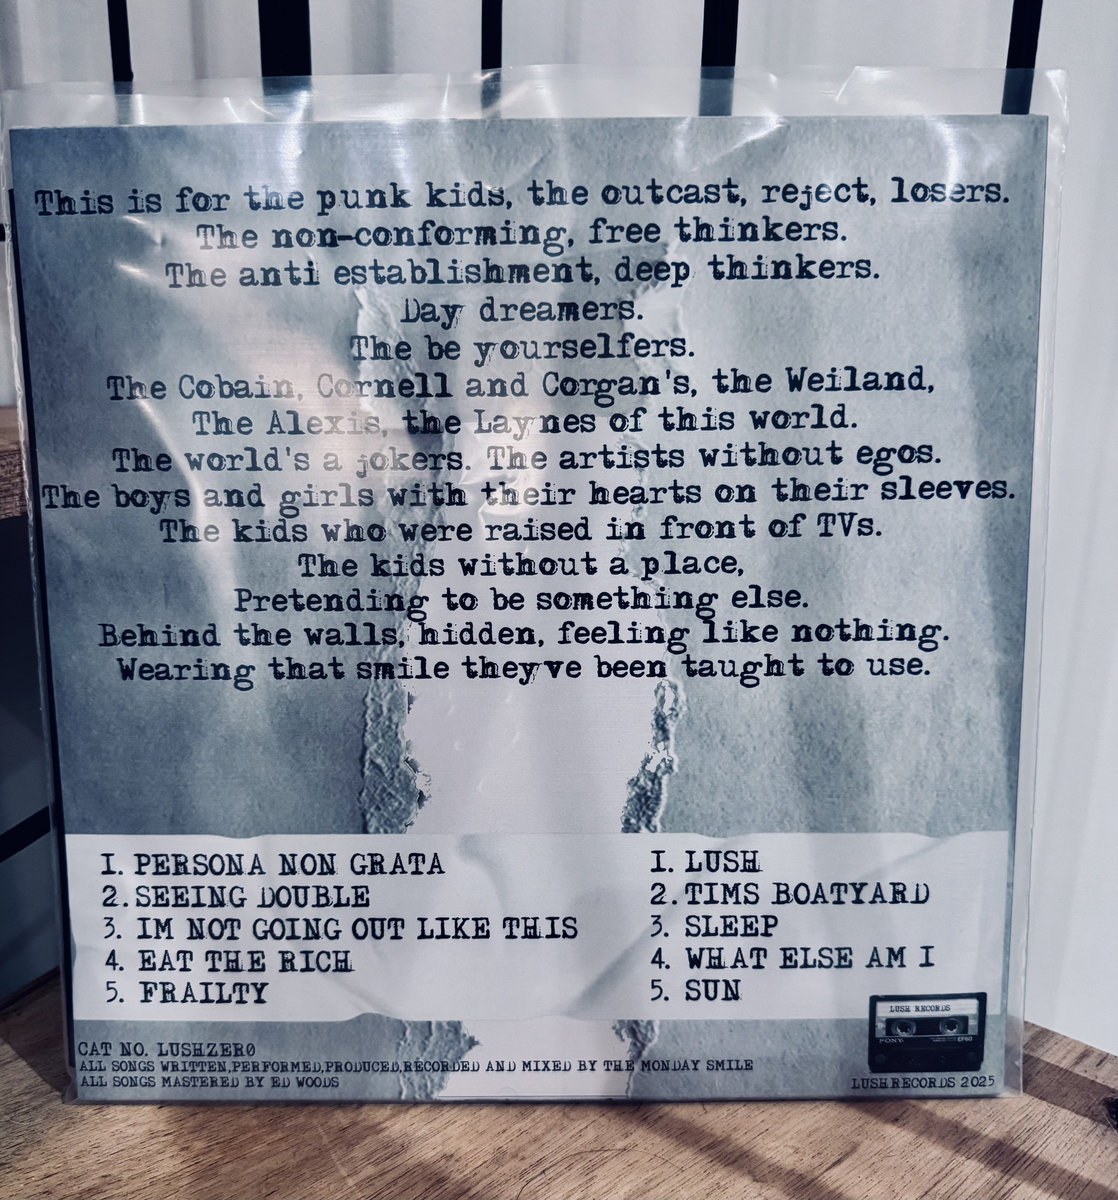 This is for the punk kids, the outcast, reject, losers.
The non-conforming, free thinkers.
The anti establishment, deep thinkers.
Day dreamers.
The be yourselfers.
The Cobain, Cornell and Corgan's, the Weiland,
The Alexis, the Laynes of this world.
The world's a jokers. The artists without egos.
The boys and girls with their hearts on their sleeves.
The kids who were raised in front of TVs.
The kids without a place,
Pretending to be something else.
Behind the walls, hidden, feeling like nothing.
Wearing that smile they've been taught to use.
1. PERSONA NON GRATA
2. SEEING DOUBLE
3. IM NOT GOING OUT LIKE THIS
4. EAT THE RICH
5. FRAILTY
1. LUSH
2. TIMS BOATYARD
3. SLEEP
4. WHAT ELSE AM I
5. SUN
LUSH RECORDS
SONY
EF60
CAT NO. LUSHZER0
ALL SONGS WRITTEN,PERFORMED,PRODUCED,RECORDED AND MIXED BY THE MONDAY SMILE
ALL SONGS MASTERED BY ED WOODS
LUSH RECORDS 2025